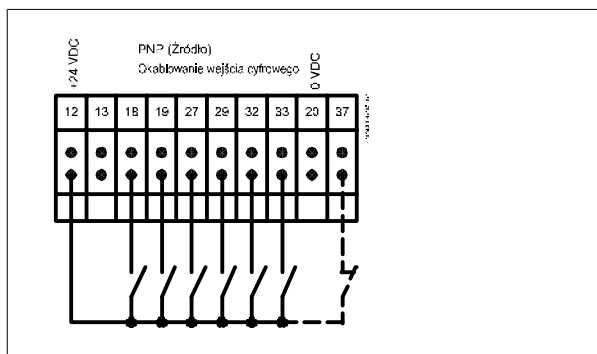 +24 VDC
PNP (Źródło)
Okablowanie wejścia cyfrowego
0 VDC
12 13 18 19 27 29 32 33 20 37